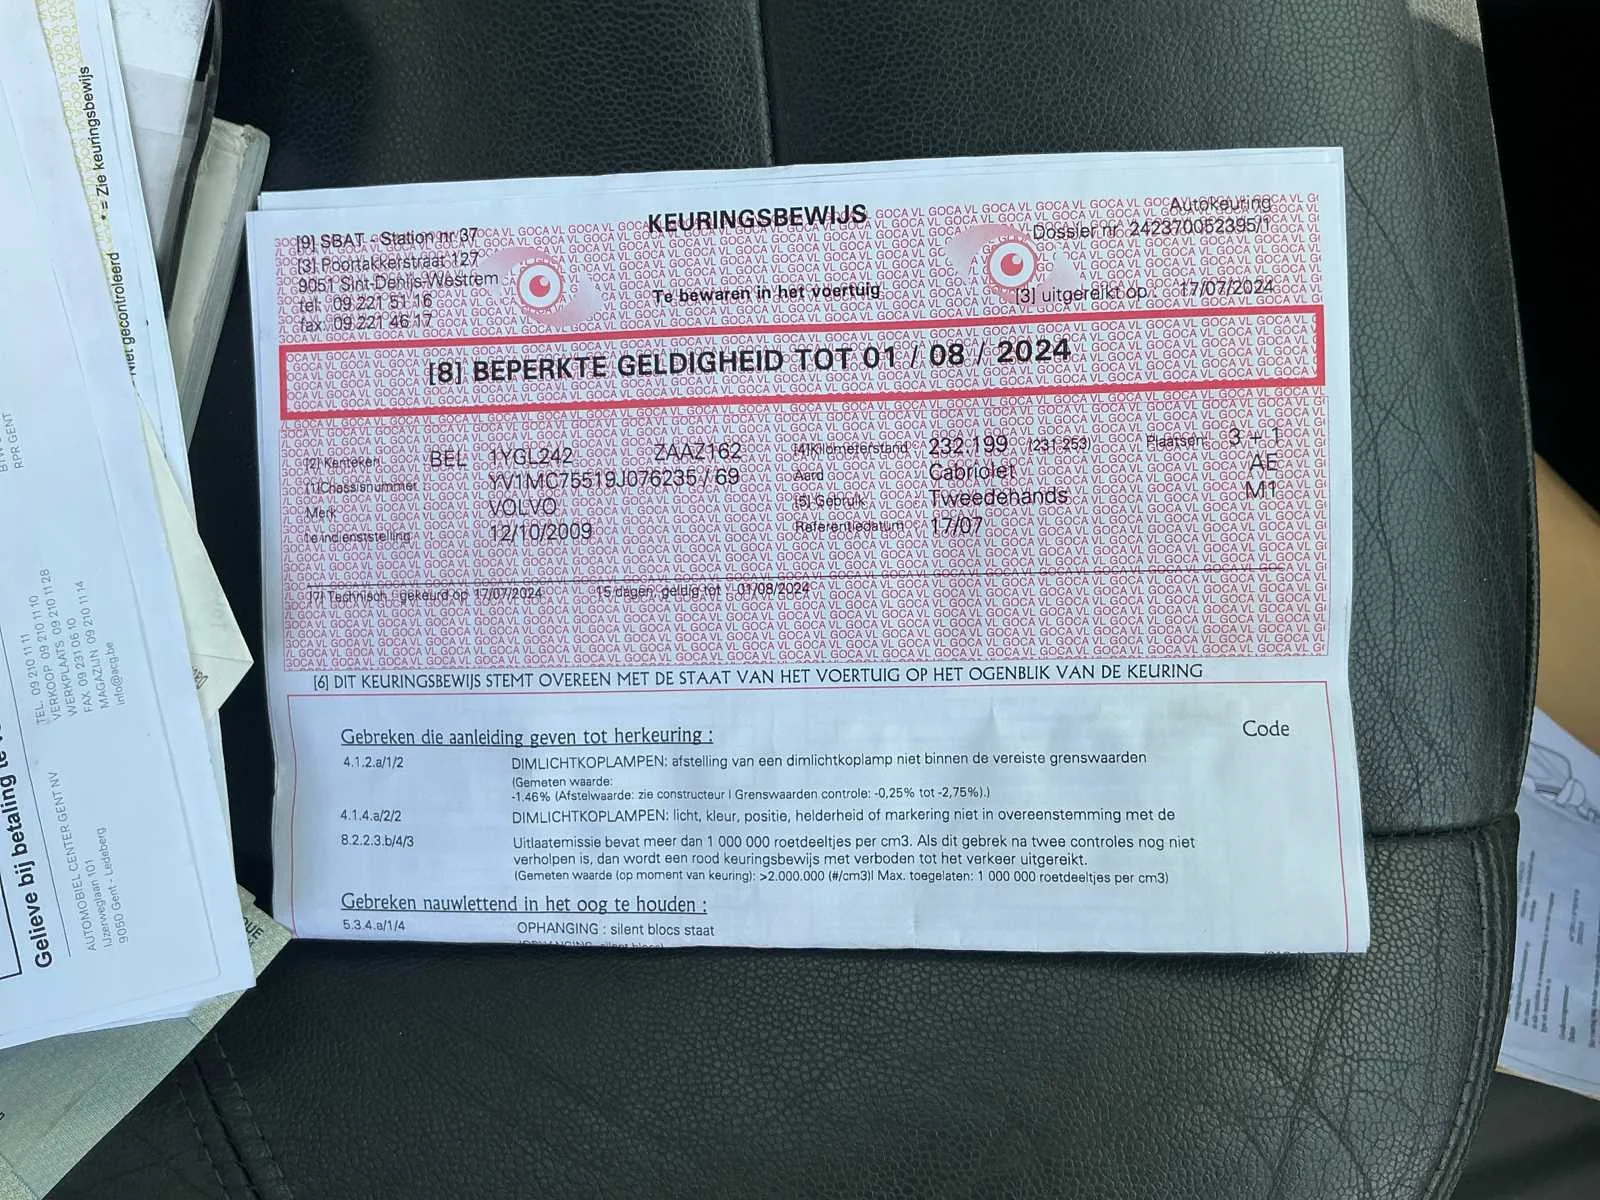 KEURINGSBEWIJS
Te bewaren in het voertuig
[9] SBAT - Station nr 37
[3] Poortakkerstraat 127
9051 Sint-Denijs-Westrem
tel: 09 221 51 16
fax: 09 221 46 17
Autokeuring
Dossier nr 242370052395/1
[3] uitgereikt op : 17/07/2024
[8] BEPERKTE GELDIGHEID TOT 01 / 08 / 2024
[2] Kenteken BEL 1YGL242 ZAAZ162
[1]Chassisnummer YV1MC75519J076235 / 69
Merk VOLVO
1e indienststelling 12/10/2009
[4]Kilometerstand 232.199 (231.253) Plaatsen: 3 + 1
Aard Cabriolet AE
[5] Gebruik Tweedehands M1
Referentiedatum 17/07
[7] Technisch gekeurd op 17/07/2024 15 dagen, geldig tot 01/08/2024
[6] DIT KEURINGSBEWIJS STEMT OVEREEN MET DE STAAT VAN HET VOERTUIG OP HET OGENBLIK VAN DE KEURING
Code
Gebreken die aanleiding geven tot herkeuring :
4.1.2.a/1/2 DIMLICHTKOPLAMPEN: afstelling van een dimlichtkoplamp niet binnen de vereiste grenswaarden
(Gemeten waarde:
-1.46% (Afstelwaarde: zie constructeur | Grenswaarden controle: -0,25% tot -2,75%).)
4.1.4.a/2/2 DIMLICHTKOPLAMPEN: licht, kleur, positie, helderheid of markering niet in overeenstemming met de
8.2.2.3.b/4/3 Uitlaatemissie bevat meer dan 1 000 000 roetdeeltjes per cm3. Als dit gebrek na twee controles nog niet
verholpen is, dan wordt een rood keuringsbewijs met verboden tot het verkeer uitgereikt.
(Gemeten waarde (op moment van keuring): >2.000.000 (#/cm3)| Max. toegelaten: 1 000 000 roetdeeltjes per cm3)
Gebreken nauwlettend in het oog te houden :
5.3.4.a/1/4 OPHANGING : silent blocs staat
* = Zie keuringsbewijs
niet gecontroleerd
RPR GENT
TEL. 09 210 11 11
VERKOOP 09 210 11 10
WERKPLAATS 09 210 11 28
FAX 09 231 06 10
MAGAZIJN 09 210 11 14
info@acg.be
Gelieve bij betaling te
AUTOMOBIEL CENTER GENT NV
IJzerweglaan 101
9050 Gent - Ledeberg